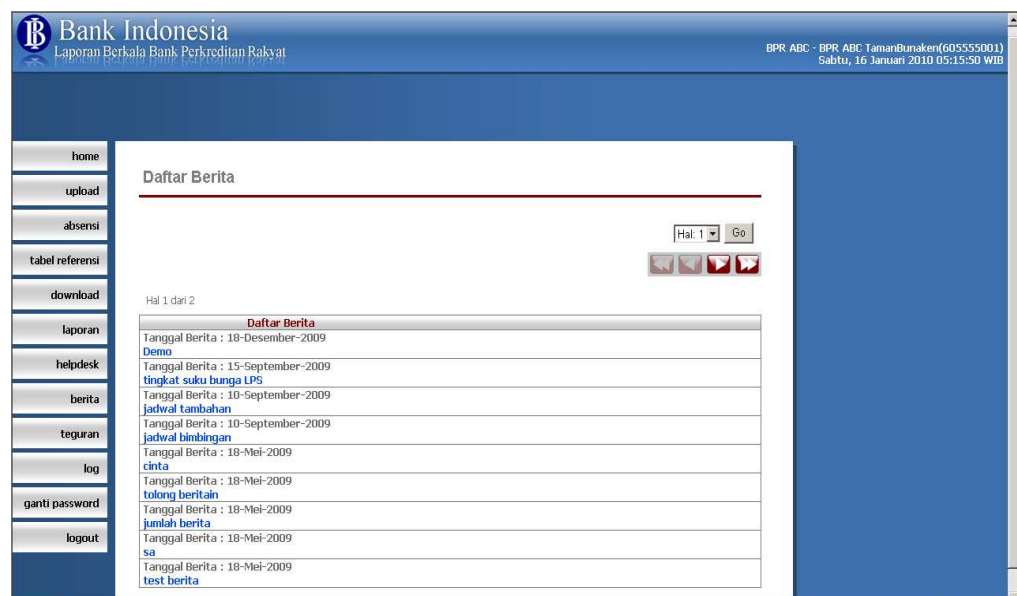 Bank Indonesia
Laporan Berkala Bank Perkreditan Rakyat
BPR ABC - BPR ABC TamanBunaken(605555001)
Sabtu, 16 Januari 2010 05:15:50 WIB
home
upload
absensi
tabel referensi
download
laporan
helpdesk
berita
teguran
log
ganti password
logout
Daftar Berita
Hal: 1 Go
Hal 1 dari 2
Daftar Berita
Tanggal Berita : 18-Desember-2009
Demo
Tanggal Berita : 15-September-2009
tingkat suku bunga LPS
Tanggal Berita : 10-September-2009
jadwal tambahan
Tanggal Berita : 10-September-2009
jadwal bimbingan
Tanggal Berita : 18-Mei-2009
cinta
Tanggal Berita : 18-Mei-2009
tolong beritain
Tanggal Berita : 18-Mei-2009
jumlah berita
Tanggal Berita : 18-Mei-2009
sa
Tanggal Berita : 18-Mei-2009
test berita